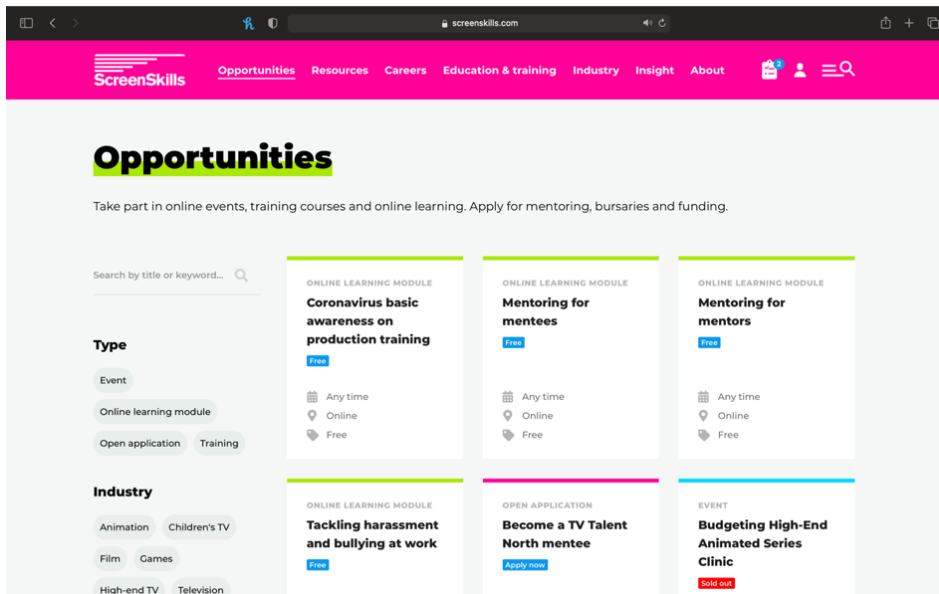 screenskills.com
ScreenSkills
Opportunities Resources Careers Education & training Industry Insight About
2
Opportunities
Take part in online events, training courses and online learning. Apply for mentoring, bursaries and funding.
Search by title or keyword...
Type
Event
Online learning module
Open application Training
Industry
Animation Children's TV
Film Games
High-end TV Television
ONLINE LEARNING MODULE
Coronavirus basic
awareness on
production training
Free
Any time
Online
Free
ONLINE LEARNING MODULE
Mentoring for
mentees
Free
Any time
Online
Free
ONLINE LEARNING MODULE
Mentoring for
mentors
Free
Any time
Online
Free
ONLINE LEARNING MODULE
Tackling harassment
and bullying at work
Free
OPEN APPLICATION
Become a TV Talent
North mentee
Apply now
EVENT
Budgeting High-End
Animated Series
Clinic
Sold out